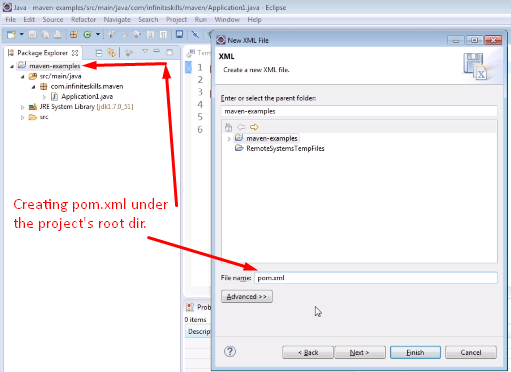 Java - maven-examples/src/main/java/com/infiniteskills/maven/Application1.java - Eclipse
File Edit Source Refactor Navigate Search Project Run Window Help
Package Explorer
maven-examples
src/main/java
com.infiniteskills.maven
Application1.java
JRE System Library [jdk1.7.0_51]
src
1
2
3
4
5
6
Creating pom.xml under
the project's root dir.
Prob
0 items
Descript
New XML File
XML
Create a new XML file.
Enter or select the parent folder:
maven-examples
maven-examples
RemoteSystemsTempFiles
File name: pom.xml
Advanced >>
< Back
Next >
Finish
Cancel